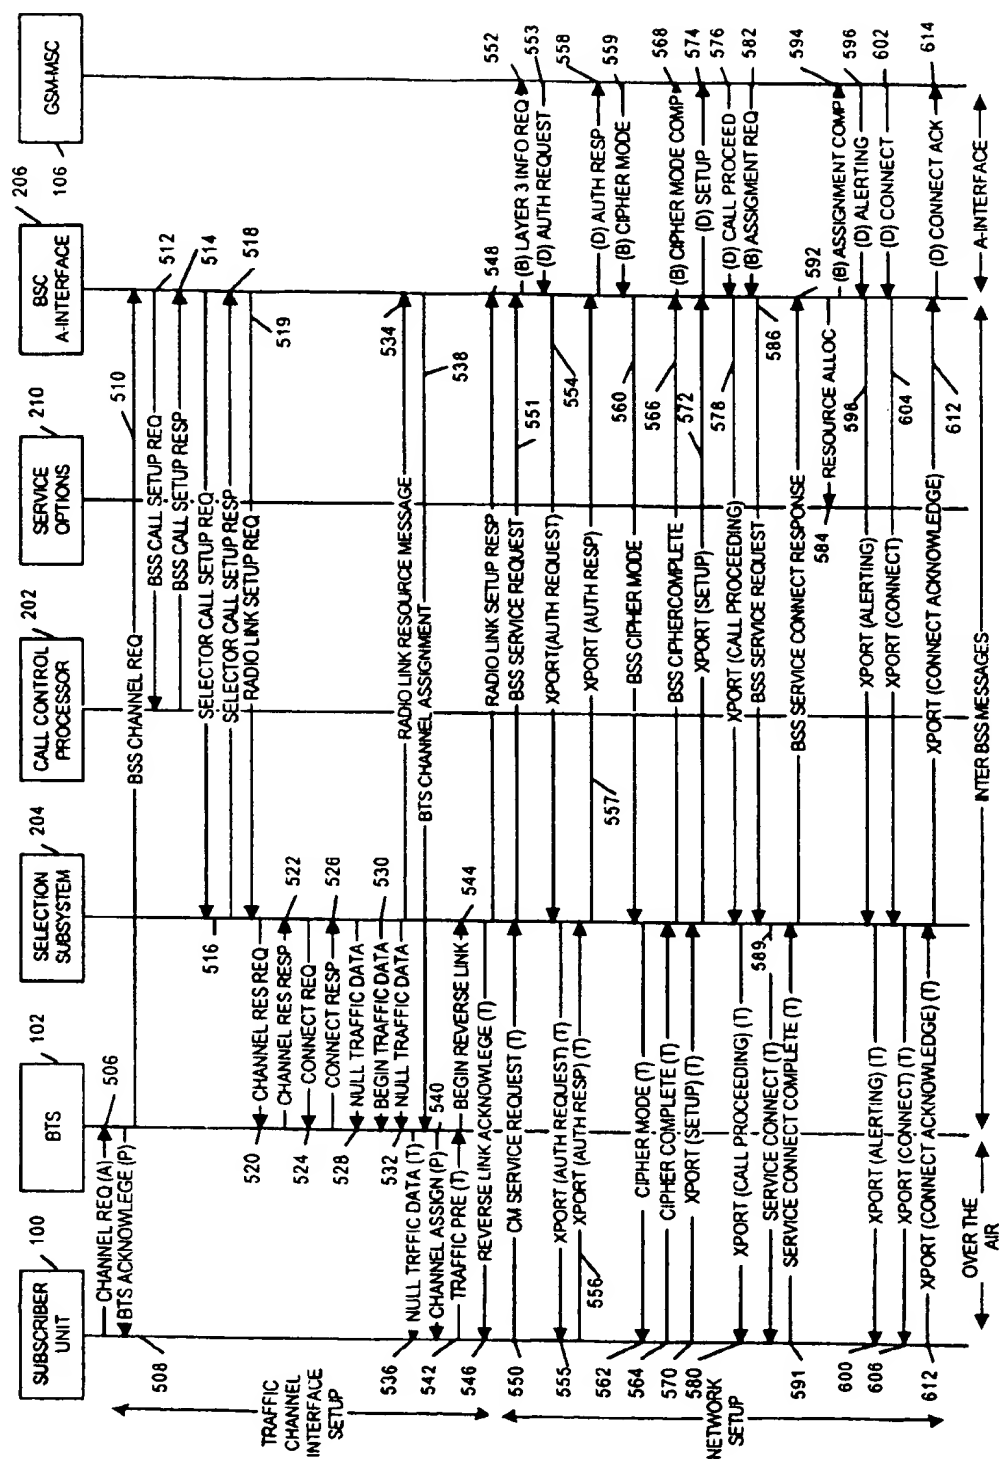 SUBSCRIBER
UNIT
100
BTS
102
SELECTION
SUBSYSTEM
204
CALL CONTROL
PROCESSOR
202
SERVICE
OPTIONS
210
BSC
A-INTERFACE
206
GSM-MSC
106
TRAFFIC
CHANNEL
INTERFACE
SETUP
CHANNEL REQ (A)
506
BTS ACKNOWLEGE (P)
508
BSS CHANNEL REQ
510
BSS CALL SETUP REQ
512
BSS CALL SETUP RESP
514
SELECTOR CALL SETUP REQ
516
SELECTOR CALL SETUP RESP
518
RADIO LINK SETUP REQ
519
CHANNEL RES REQ
520
CHANNEL RES RESP
522
CONNECT REQ
524
CONNECT RESP
526
NULL TRAFFIC DATA
528
BEGIN TRAFFIC DATA
530
NULL TRAFFIC DATA
532
RADIO LINK RESOURCE MESSAGE
534
NULL TRFFIC DATA (T)
536
BTS CHANNEL ASSIGNMENT
538
CHANNEL ASSIGN (P)
540
TRAFFIC PRE (T)
542
BEGIN REVERSE LINK
544
REVERSE LINK ACKNOWLEGE (T)
546
RADIO LINK SETUP RESP
548
NETWORK
SETUP
CM SERVICE REQUEST (T)
650
BSS SERVICE REQUEST
551
(B) LAYER 3 INFO REQ
552
(D) AUTH REQUEST
553
XPORT(AUTH REQUEST)
554
XPORT (AUTH REQUEST) (T)
555
XPORT (AUTH RESP) (T)
556
XPORT (AUTH RESP)
557
(D) AUTH RESP
558
(B) CIPHER MODE
559
BSS CIPHER MODE
560
CIPHER MODE (T)
562
CIPHER COMPLETE (T)
564
BSS CIPHERCOMPLETE
566
(B) CIPHER MODE COMP
568
XPORT (SETUP) (T)
570
XPORT (SETUP)
572
(D) SETUP
574
(D) CALL PROCEED
576
XPORT (CALL PROCEEDING)
578
XPORT (CALL PROCEEDING) (T)
580
(B) ASSIGMENT REQ
582
BSS SERVICE REQUEST
586
SERVICE CONNECT (T)
589
SERVICE CONNECT COMPLETE (T)
591
BSS SERVICE CONNECT RESPONSE
592
RESOURCE ALLOC
584
(B) ASSIGNMENT COMP
594
(D) ALERTING
596
XPORT (ALERTING)
598
XPORT (ALERTING) (T)
600
(D) CONNECT
602
XPORT (CONNECT)
604
XPORT (CONNECT) (T)
606
XPORT (CONNECT ACKNOWLEDGE) (T)
612
XPORT (CONNECT ACKNOWLEDGE)
612
(D) CONNECT ACK
614
OVER THE
AIR
INTER BSS MESSAGES
A-INTERFACE